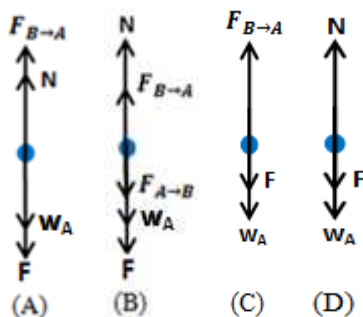 F_{B→A}
N
W_A
F
(A)
N
F_{B→A}
F_{A→B}
W_A
F
(B)
F_{B→A}
F
W_A
(C)
N
F
W_A
(D)